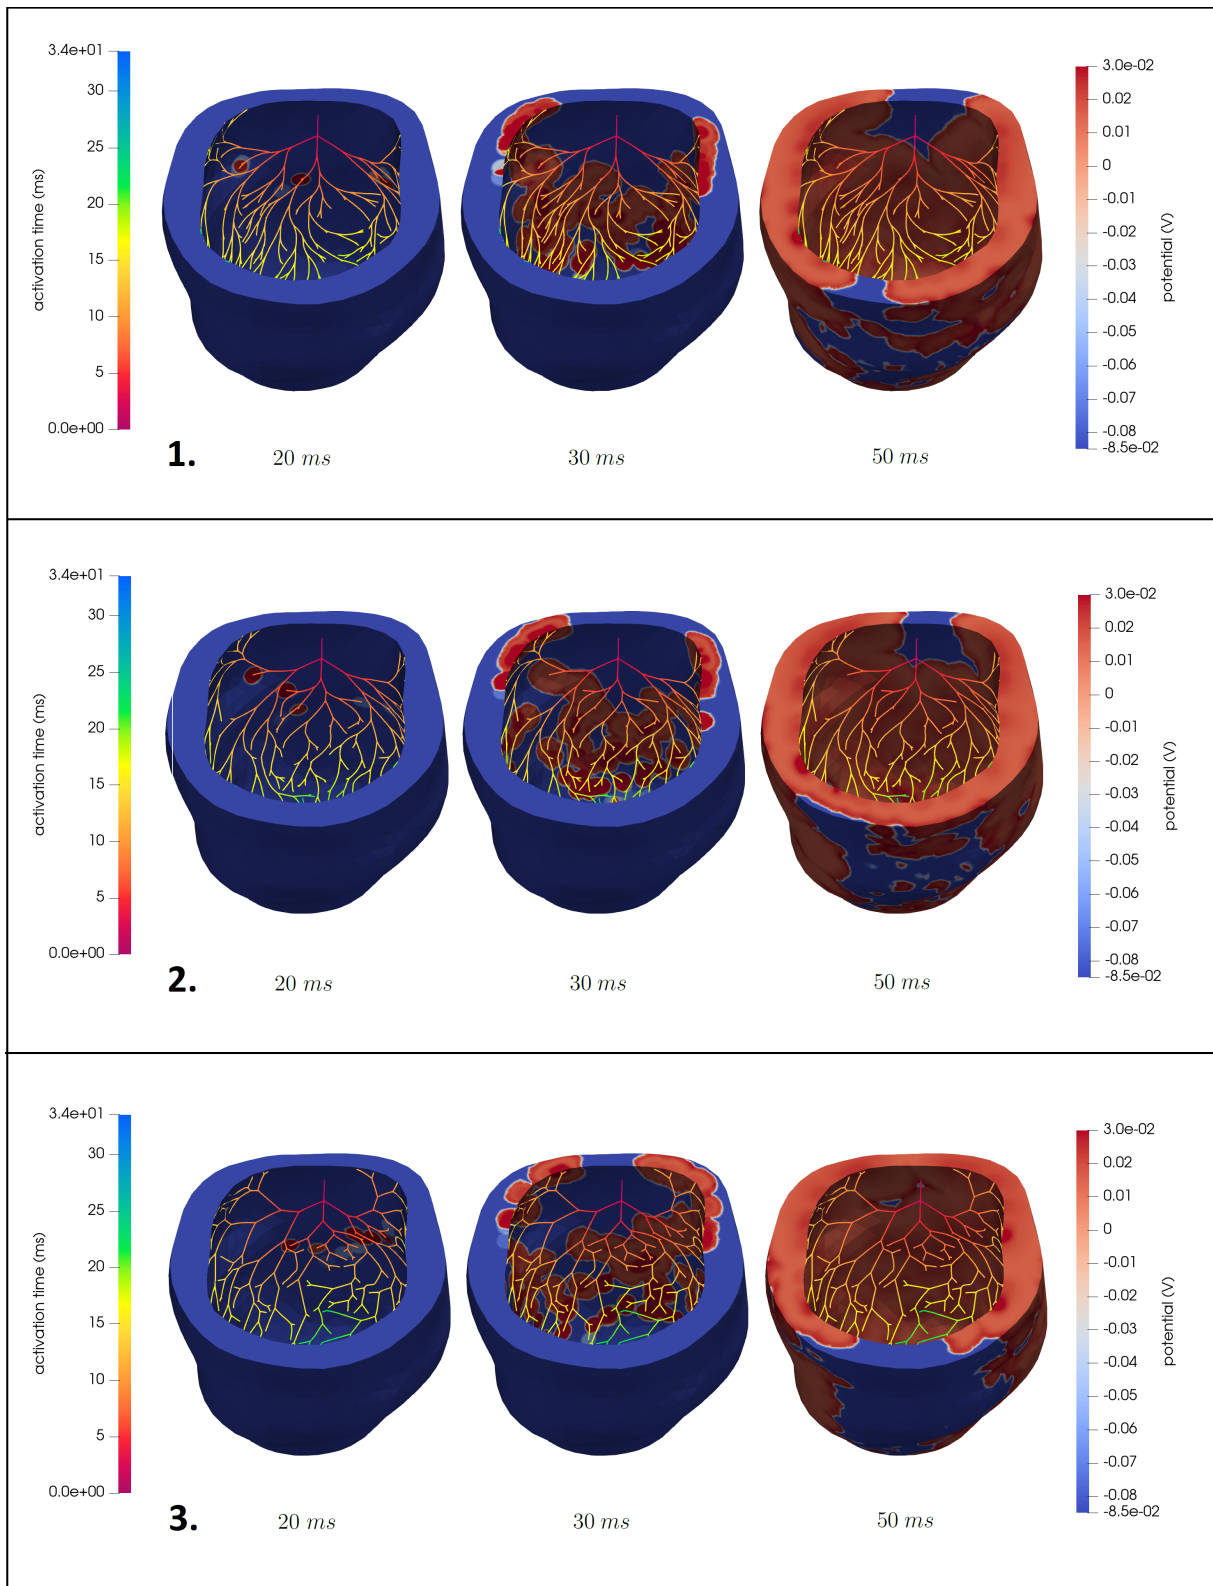 3.4e+01
30
25
20
15
10
5
0.0e+00
activation time (ms)
3.0e-02
0.02
0.01
0
-0.01
-0.02
-0.03
-0.04
-0.05
-0.06
-0.07
-0.08
-8.5e-02
potential (V)
1.
20 ms
30 ms
50 ms
3.4e+01
30
25
20
15
10
5
0.0e+00
activation time (ms)
3.0e-02
0.02
0.01
0
-0.01
-0.02
-0.03
-0.04
-0.05
-0.06
-0.07
-0.08
-8.5e-02
potential (V)
2.
20 ms
30 ms
50 ms
3.4e+01
30
25
20
15
10
5
0.0e+00
activation time (ms)
3.0e-02
0.02
0.01
0
-0.01
-0.02
-0.03
-0.04
-0.05
-0.06
-0.07
-0.08
-8.5e-02
potential (V)
3.
20 ms
30 ms
50 ms